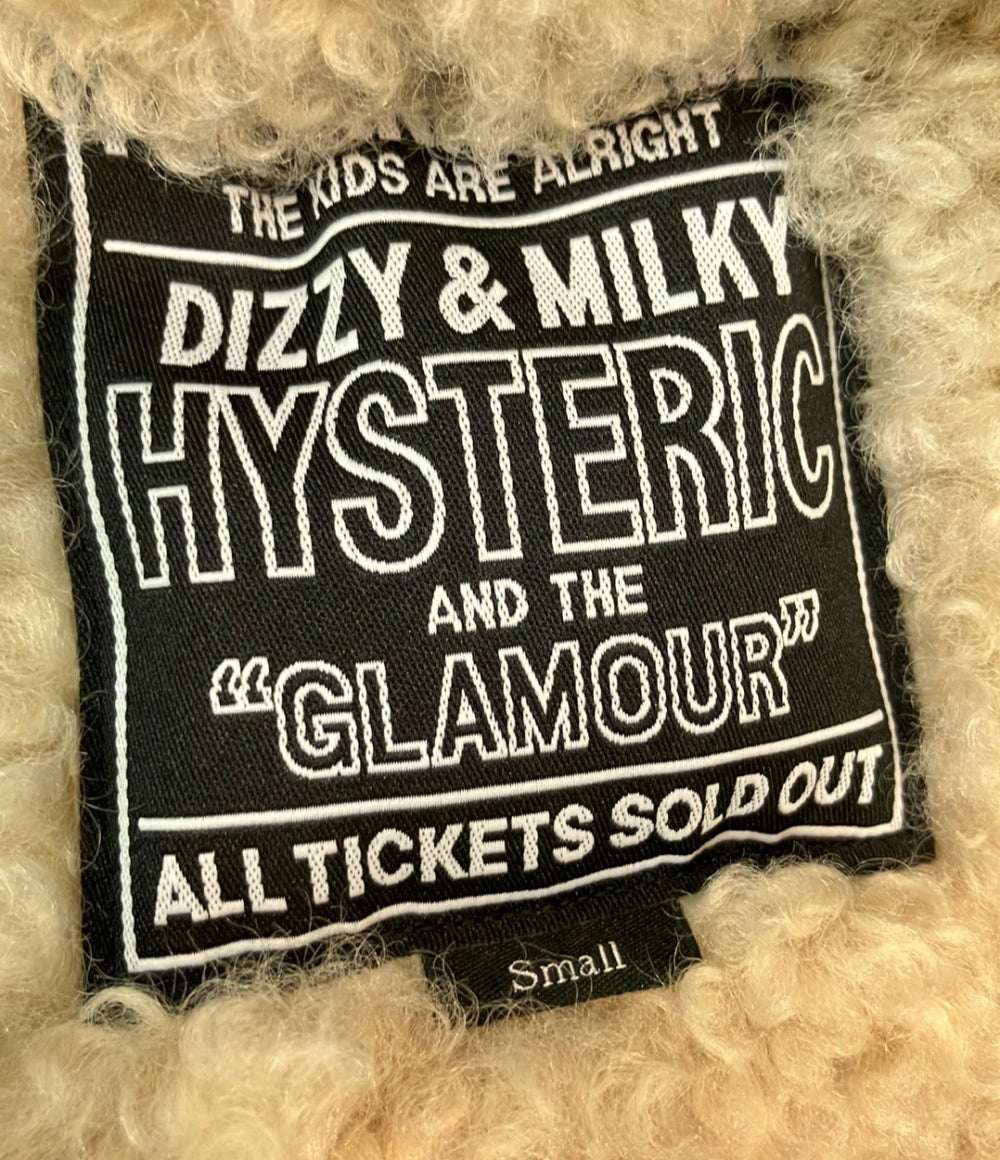 THE KIDS ARE ALRIGHT
DIZZY & MILKY
HYSTERIC
AND THE
“GLAMOUR”
ALL TICKETS SOLD OUT
Small